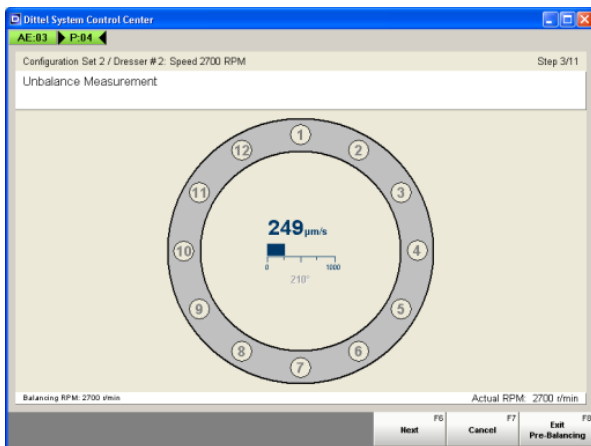 Dittel System Control Center
AE:03 P:04
Configuration Set 2 / Dresser # 2: Speed 2700 RPM Step 3/11
Unbalance Measurement
1
12 2
11 3
249 µm/s
10 4
0 1000
210°
9 5
8 6
7
Balancing RPM: 2700 r/min Actual RPM: 2700 r/min
F6 F7 F8
Next Cancel Exit
Pre-Balancing